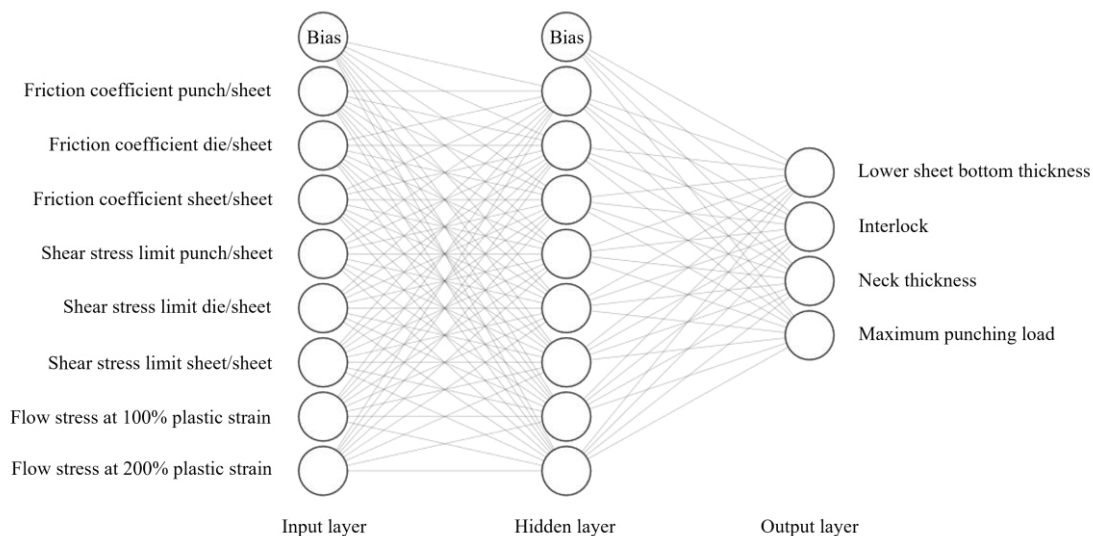 Bias
Bias
Friction coefficient punch/sheet
Friction coefficient die/sheet
Friction coefficient sheet/sheet
Shear stress limit punch/sheet
Shear stress limit die/sheet
Shear stress limit sheet/sheet
Flow stress at 100% plastic strain
Flow stress at 200% plastic strain
Lower sheet bottom thickness
Interlock
Neck thickness
Maximum punching load
Input layer
Hidden layer
Output layer